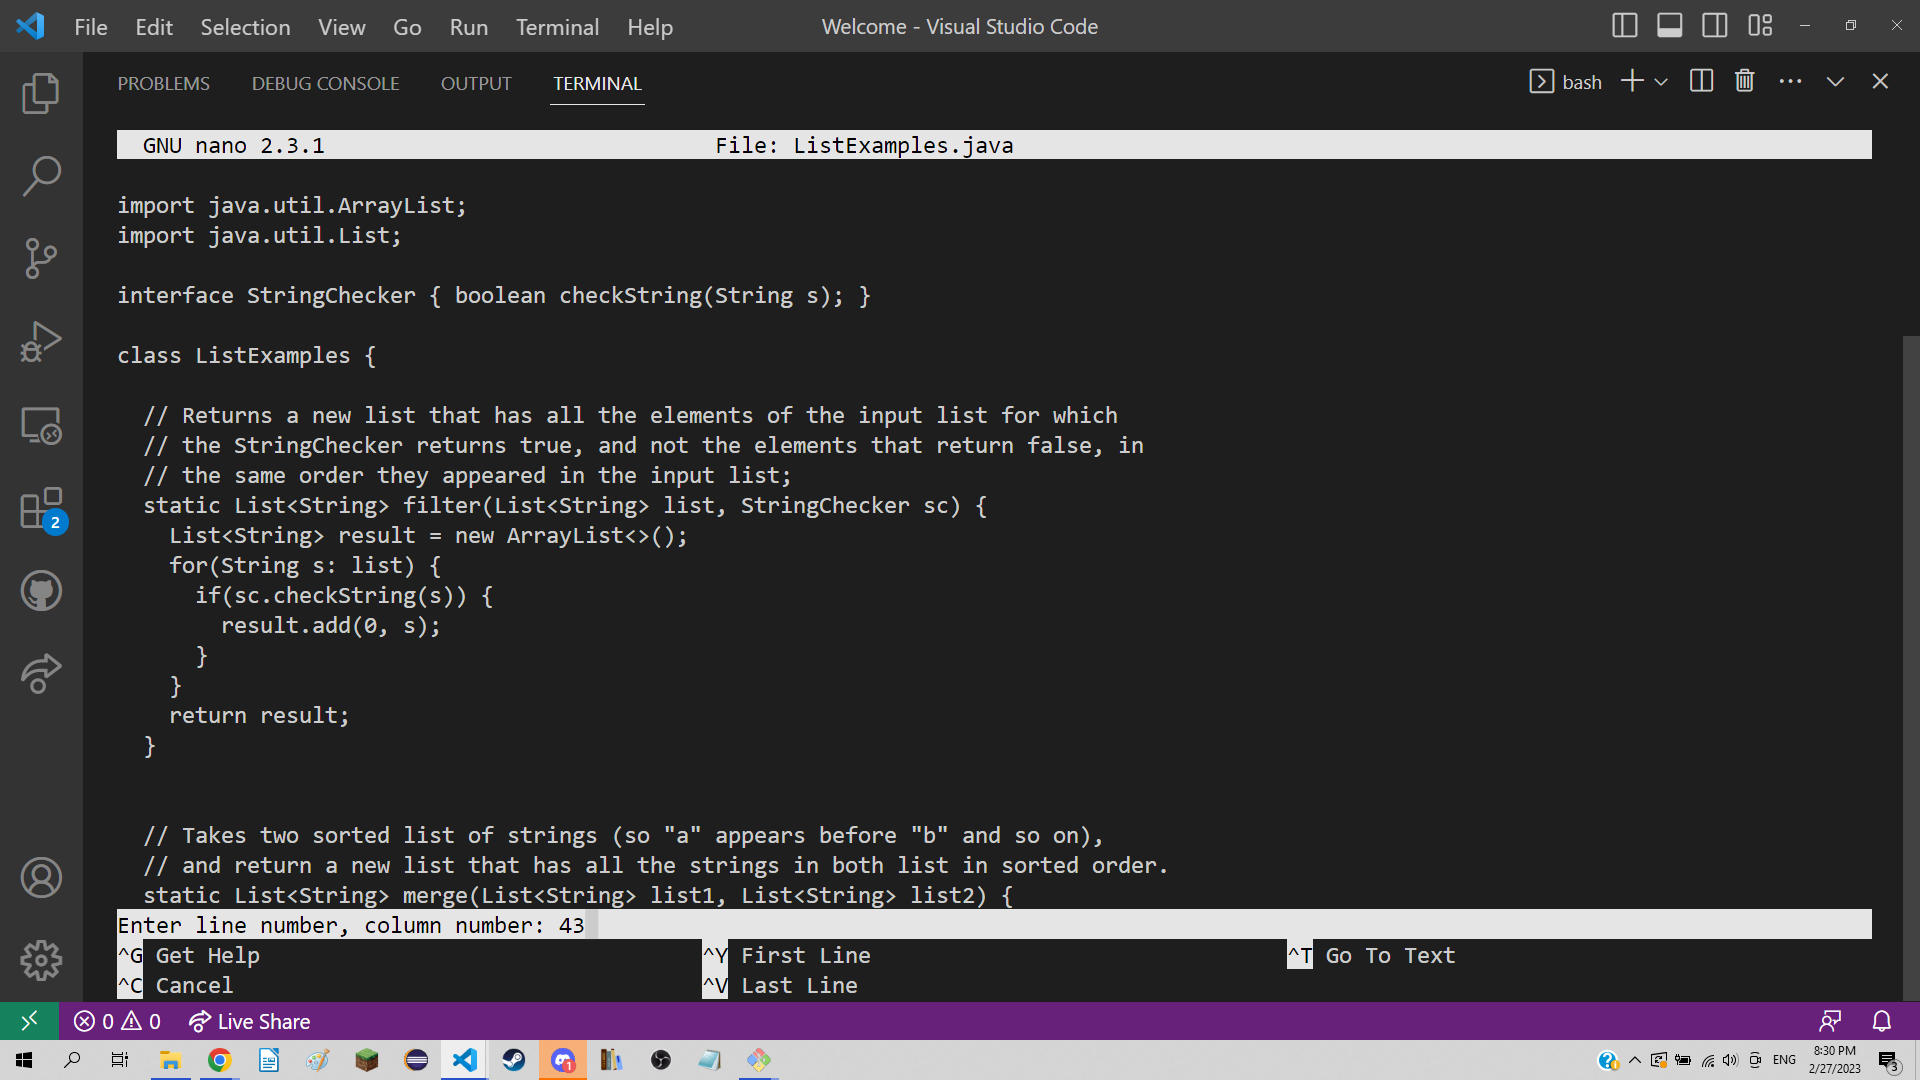 File Edit Selection View Go Run Terminal Help Welcome - Visual Studio Code
PROBLEMS DEBUG CONSOLE OUTPUT TERMINAL bash
GNU nano 2.3.1 File: ListExamples.java
import java.util.ArrayList;
import java.util.List;
interface StringChecker { boolean checkString(String s); }
class ListExamples {
// Returns a new list that has all the elements of the input list for which
// the StringChecker returns true, and not the elements that return false, in
// the same order they appeared in the input list;
static List<String> filter(List<String> list, StringChecker sc) {
List<String> result = new ArrayList<>();
for(String s: list) {
if(sc.checkString(s)) {
result.add(0, s);
}
}
return result;
}
// Takes two sorted list of strings (so "a" appears before "b" and so on),
// and return a new list that has all the strings in both list in sorted order.
static List<String> merge(List<String> list1, List<String> list2) {
Enter line number, column number: 43
^G Get Help ^Y First Line ^T Go To Text
^C Cancel ^V Last Line
2
0 0 Live Share
1 ENG 8:30 PM 3
2/27/2023